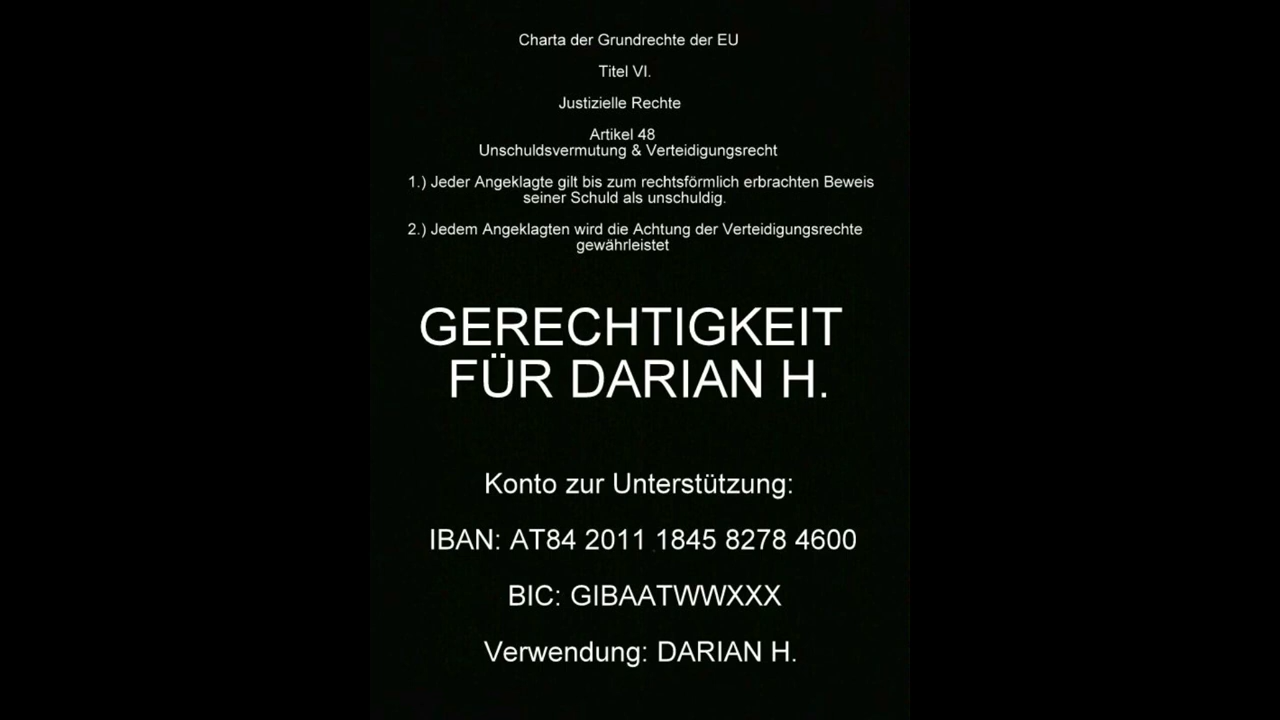 Charta der Grundrechte der EU
Titel VI.
Justizielle Rechte
Artikel 48
Unschuldsvermutung & Verteidigungsrecht
1.) Jeder Angeklagte gilt bis zum rechtsförmlich erbrachten Beweis
seiner Schuld als unschuldig.
2.) Jedem Angeklagten wird die Achtung der Verteidigungsrechte
gewährleistet
GERECHTIGKEIT
FÜR DARIAN H.
Konto zur Unterstützung:
IBAN: AT84 2011 1845 8278 4600
BIC: GIBAATWWXXX
Verwendung: DARIAN H.